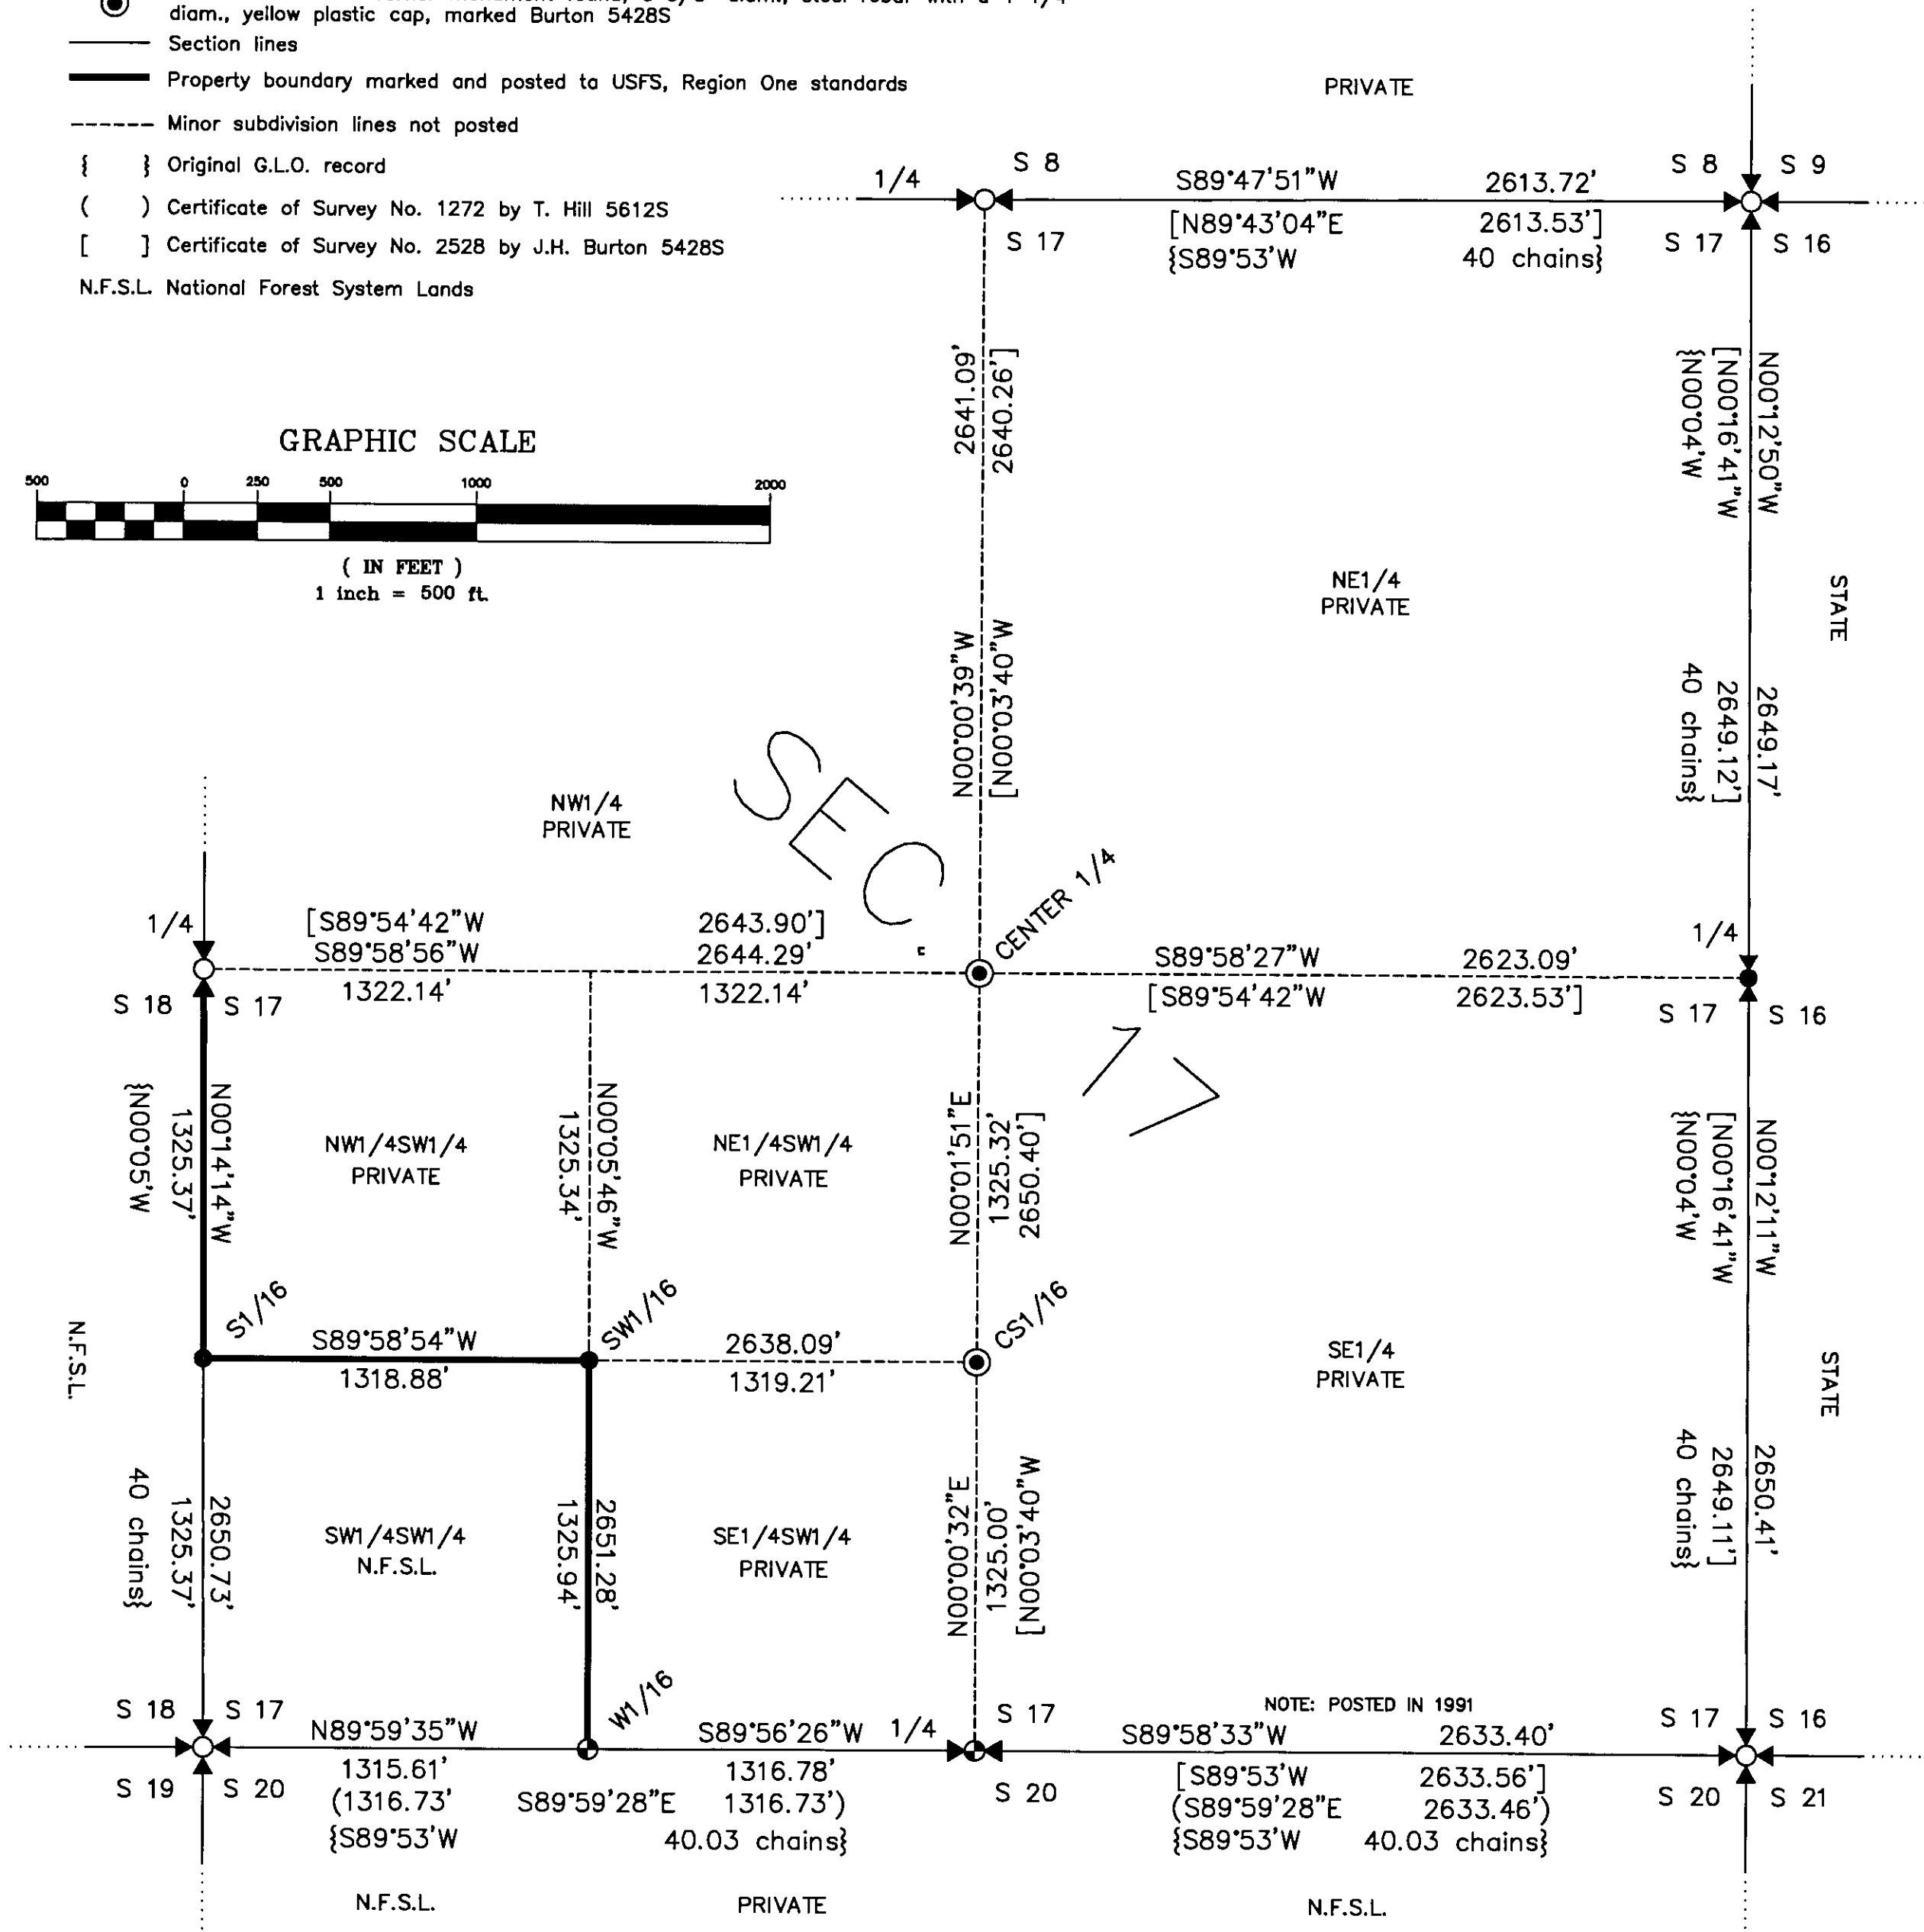 diam., yellow plastic cap, marked Burton 5428S
Section lines
Property boundary marked and posted ta USFS, Region One standards
Minor subdivision lines not posted
{ } Original G.L.O. record
( ) Certificate of Survey No. 1272 by T. Hill 5612S
[ ] Certificate of Survey No. 2528 by J.H. Burton 5428S
N.F.S.L. National Forest System Lands
GRAPHIC SCALE
500 0 250 500 1000 2000
( IN FEET )
1 inch = 500 ft.
PRIVATE
1/4
S 8
S 8
S 9
S89°47'51"W 2613.72'
[N89°43'04"E 2613.53']
{S89°53'W 40 chains}
S 17
S 17
S 16
2641.09'
2640.26']
N00°00'39"W
[N00°03'40"W
N00°12'50"W
[N00°16'41"W
{N00°04'W
2649.17'
2649.12']
40 chains}
NE1/4
PRIVATE
STATE
SEC. 17
NW1/4
PRIVATE
CENTER 1/4
1/4
[S89°54'42"W 2643.90']
S89°58'56"W 2644.29'
1322.14' 1322.14'
S89°58'27"W 2623.09'
[S89°54'42"W 2623.53']
1/4
S 18
S 17
S 17
S 16
N00°14'14"W
1325.37'
{N00°05'W
NW1/4SW1/4
PRIVATE
N00°05'46"W
1325.34'
NE1/4SW1/4
PRIVATE
N00°01'51"E
1325.32'
2650.40']
N00°12'11"W
[N00°16'41"W
{N00°04'W
S1/16
SW1/16
CS1/16
S89°58'54"W
1318.88'
2638.09'
1319.21'
SE1/4
PRIVATE
N.F.S.L.
STATE
2650.73'
1325.37'
40 chains}
SW1/4SW1/4
N.F.S.L.
2651.28'
1325.94'
SE1/4SW1/4
PRIVATE
N00°00'32"E
1325.00'
[N00°03'40"W
2650.41'
2649.11']
40 chains}
S 18
S 17
W1/16
1/4
S 17
NOTE: POSTED IN 1991
S 17
S 16
N89°59'35"W
S89°56'26"W
S89°58'33"W 2633.40'
S 19
S 20
1315.61' 1316.78'
(1316.73' S89°59'28"E 1316.73')
{S89°53'W 40.03 chains}
S 20
[S89°53'W 2633.56']
(S89°59'28"E 2633.46')
{S89°53'W 40.03 chains}
S 20
S 21
N.F.S.L.
PRIVATE
N.F.S.L.